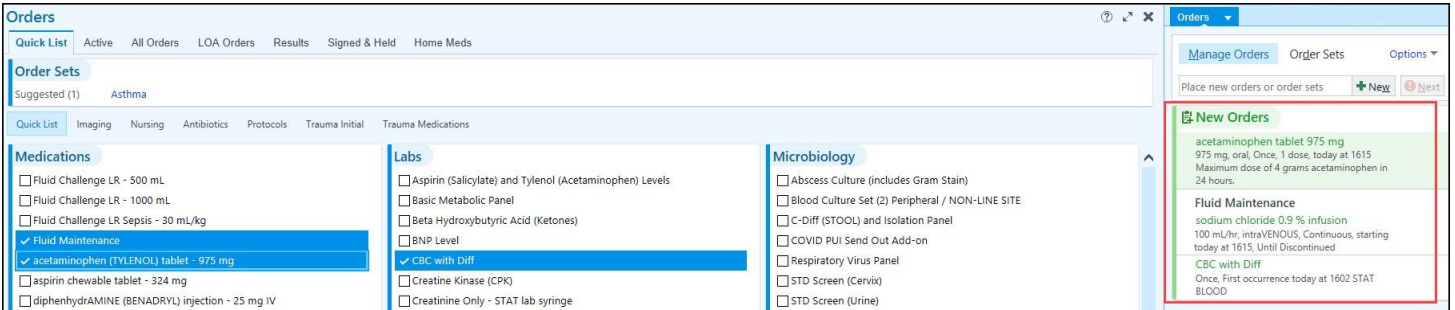 Orders
Quick List Active All Orders LOA Orders Results Signed & Held Home Meds
Order Sets
Suggested (1) Asthma
Quick List Imaging Nursing Antibiotics Protocols Trauma Initial Trauma Medications
Medications
Fluid Challenge LR - 500 mL
Fluid Challenge LR - 1000 mL
Fluid Challenge LR Sepsis - 30 mL/kg
Fluid Maintenance
acetaminophen (TYLENOL) tablet - 975 mg
aspirin chewable tablet - 324 mg
diphenhydrAMINE (BENADRYL) injection - 25 mg IV
Labs
Aspirin (Salicylate) and Tylenol (Acetaminophen) Levels
Basic Metabolic Panel
Beta Hydroxybutyric Acid (Ketones)
BNP Level
CBC with Diff
Creatine Kinase (CPK)
Creatinine Only - STAT lab syringe
Microbiology
Abscess Culture (includes Gram Stain)
Blood Culture Set (2) Peripheral / NON-LINE SITE
C-Diff (STOOL) and Isolation Panel
COVID PUI Send Out Add-on
Respiratory Virus Panel
STD Screen (Cervix)
STD Screen (Urine)
Orders
Manage Orders Order Sets Options
Place new orders or order sets New Next
New Orders
acetaminophen tablet 975 mg
975 mg, oral, Once, 1 dose, today at 1615
Maximum dose of 4 grams acetaminophen in
24 hours.
Fluid Maintenance
sodium chloride 0.9 % infusion
100 mL/hr, intraVENOUS, Continuous, starting
today at 1615, Until Discontinued
CBC with Diff
Once, First occurrence today at 1602 STAT
BLOOD